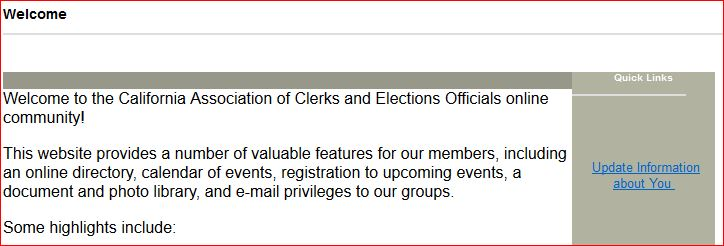 Welcome
Quick Links
Welcome to the California Association of Clerks and Elections Officials online
community!
This website provides a number of valuable features for our members, including
an online directory, calendar of events, registration to upcoming events, a
document and photo library, and e-mail privileges to our groups.
Some highlights include:
Update Information
about You